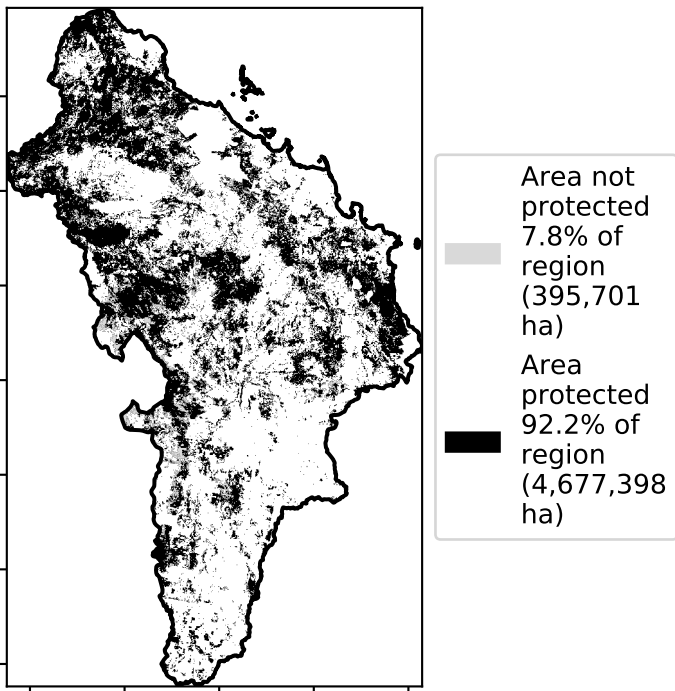 Area not
protected
7.8% of
region
(395,701
ha)
Area
protected
92.2% of
region
(4,677,398
ha)